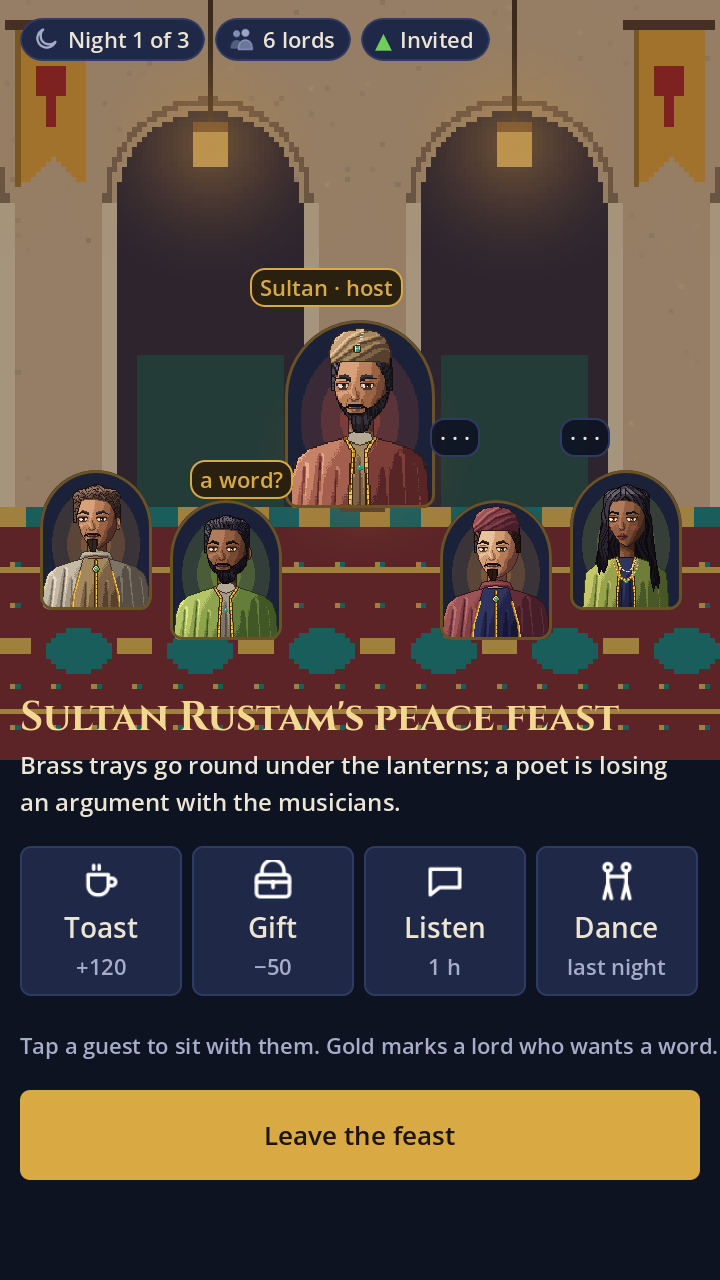 Night 1 of 3
6 lords
Invited
Sultan · host
...
...
a word?
SULTAN RUSTAM'S PEACE FEAST
Brass trays go round under the lanterns; a poet is losing
an argument with the musicians.
Toast
+120
Gift
−50
Listen
1 h
Dance
last night
Tap a guest to sit with them. Gold marks a lord who wants a word.
Leave the feast